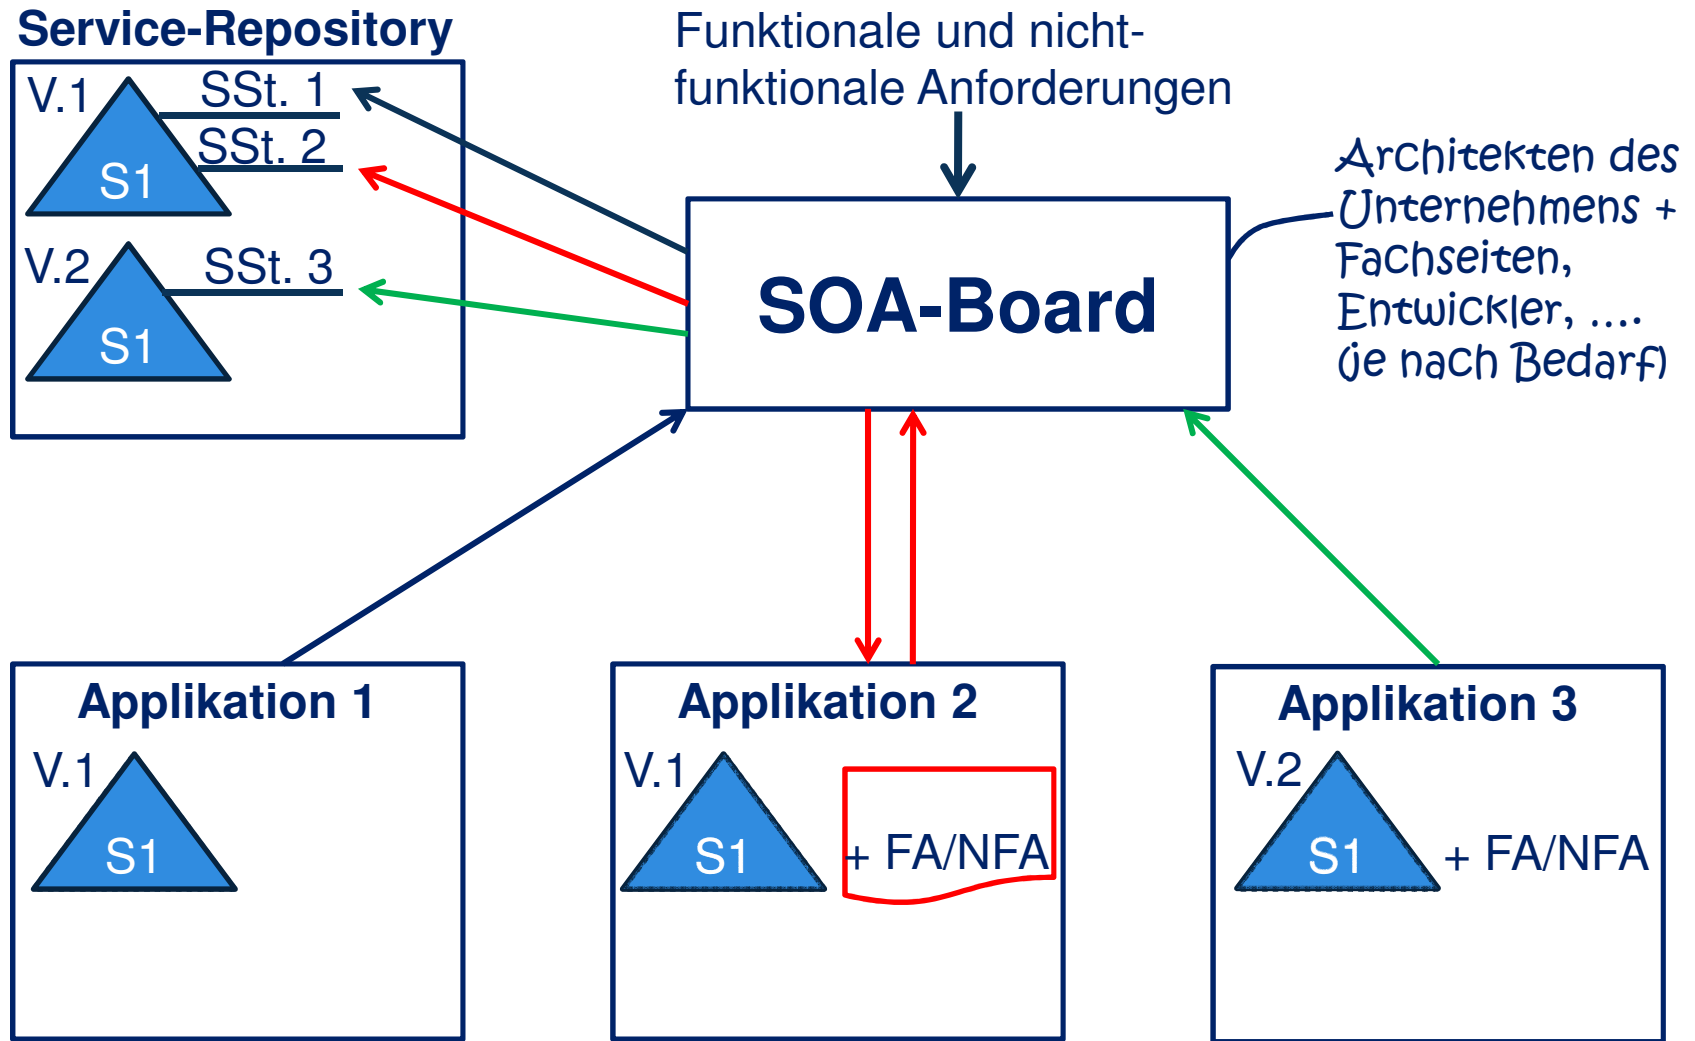 Service-Repository
V.1
SSt. 1
SSt. 2
S1
V.2
SSt. 3
S1
Funktionale und nicht-
funktionale Anforderungen
SOA-Board
Architekten des
Unternehmens +
Fachseiten,
Entwickler, ....
(je nach Bedarf)
Applikation 1
V.1
S1
Applikation 2
V.1
S1
+ FA/NFA
Applikation 3
V.2
S1
+ FA/NFA